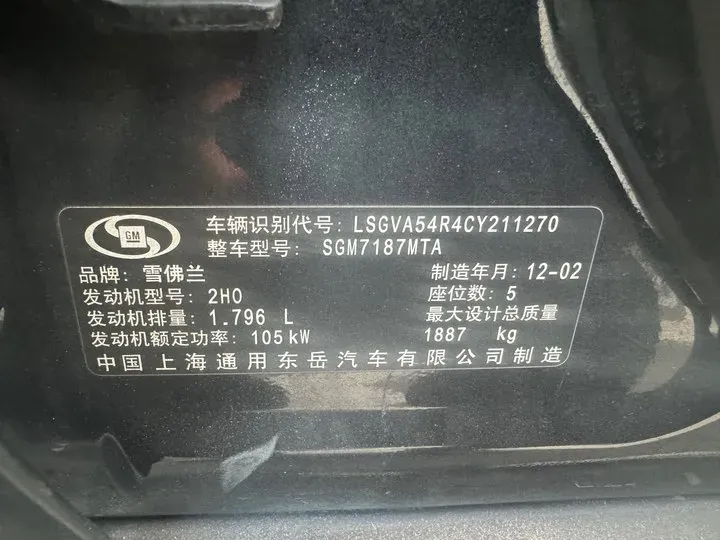 GM
车辆识别代号: LSGVA54R4CY211270
整车型号: SGM7187MTA
品牌: 雪佛兰 制造年月: 12-02
发动机型号: 2H0 座位数: 5
发动机排量: 1.796 L 最大设计总质量
发动机额定功率: 105kW 1887 kg
中国上海通用东岳汽车有限公司制造